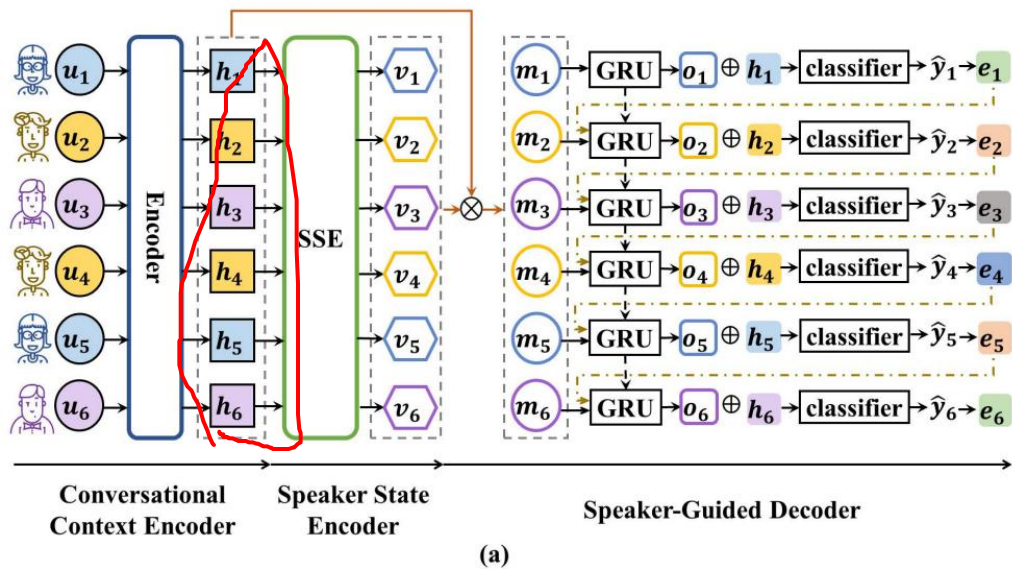 u₁ h₁ v₁ m₁ GRU o₁ ⊕ h₁ classifier ŷ₁ e₁
u₂ h₂ v₂ m₂ GRU o₂ ⊕ h₂ classifier ŷ₂ e₂
u₃ h₃ v₃ ⊗ m₃ GRU o₃ ⊕ h₃ classifier ŷ₃ e₃
Encoder
SSE
u₄ h₄ v₄ m₄ GRU o₄ ⊕ h₄ classifier ŷ₄ e₄
u₅ h₅ v₅ m₅ GRU o₅ ⊕ h₅ classifier ŷ₅ e₅
u₆ h₆ v₆ m₆ GRU o₆ ⊕ h₆ classifier ŷ₆ e₆
Conversational
Context Encoder
Speaker State
Encoder
Speaker-Guided Decoder
(a)